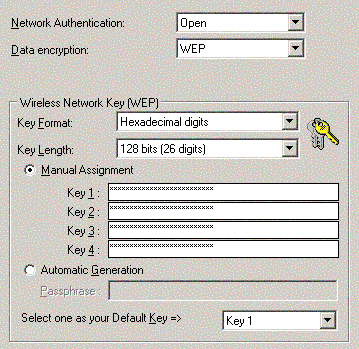 Network Authentication: Open
Data encryption: WEP
Wireless Network Key (WEP)
Key Format: Hexadecimal digits
Key Length: 128 bits (26 digits)
Manual Assignment
Key 1 : **************************
Key 2 : **************************
Key 3 : **************************
Key 4 : **************************
Automatic Generation
Passphrase :
Select one as your Default Key => Key 1